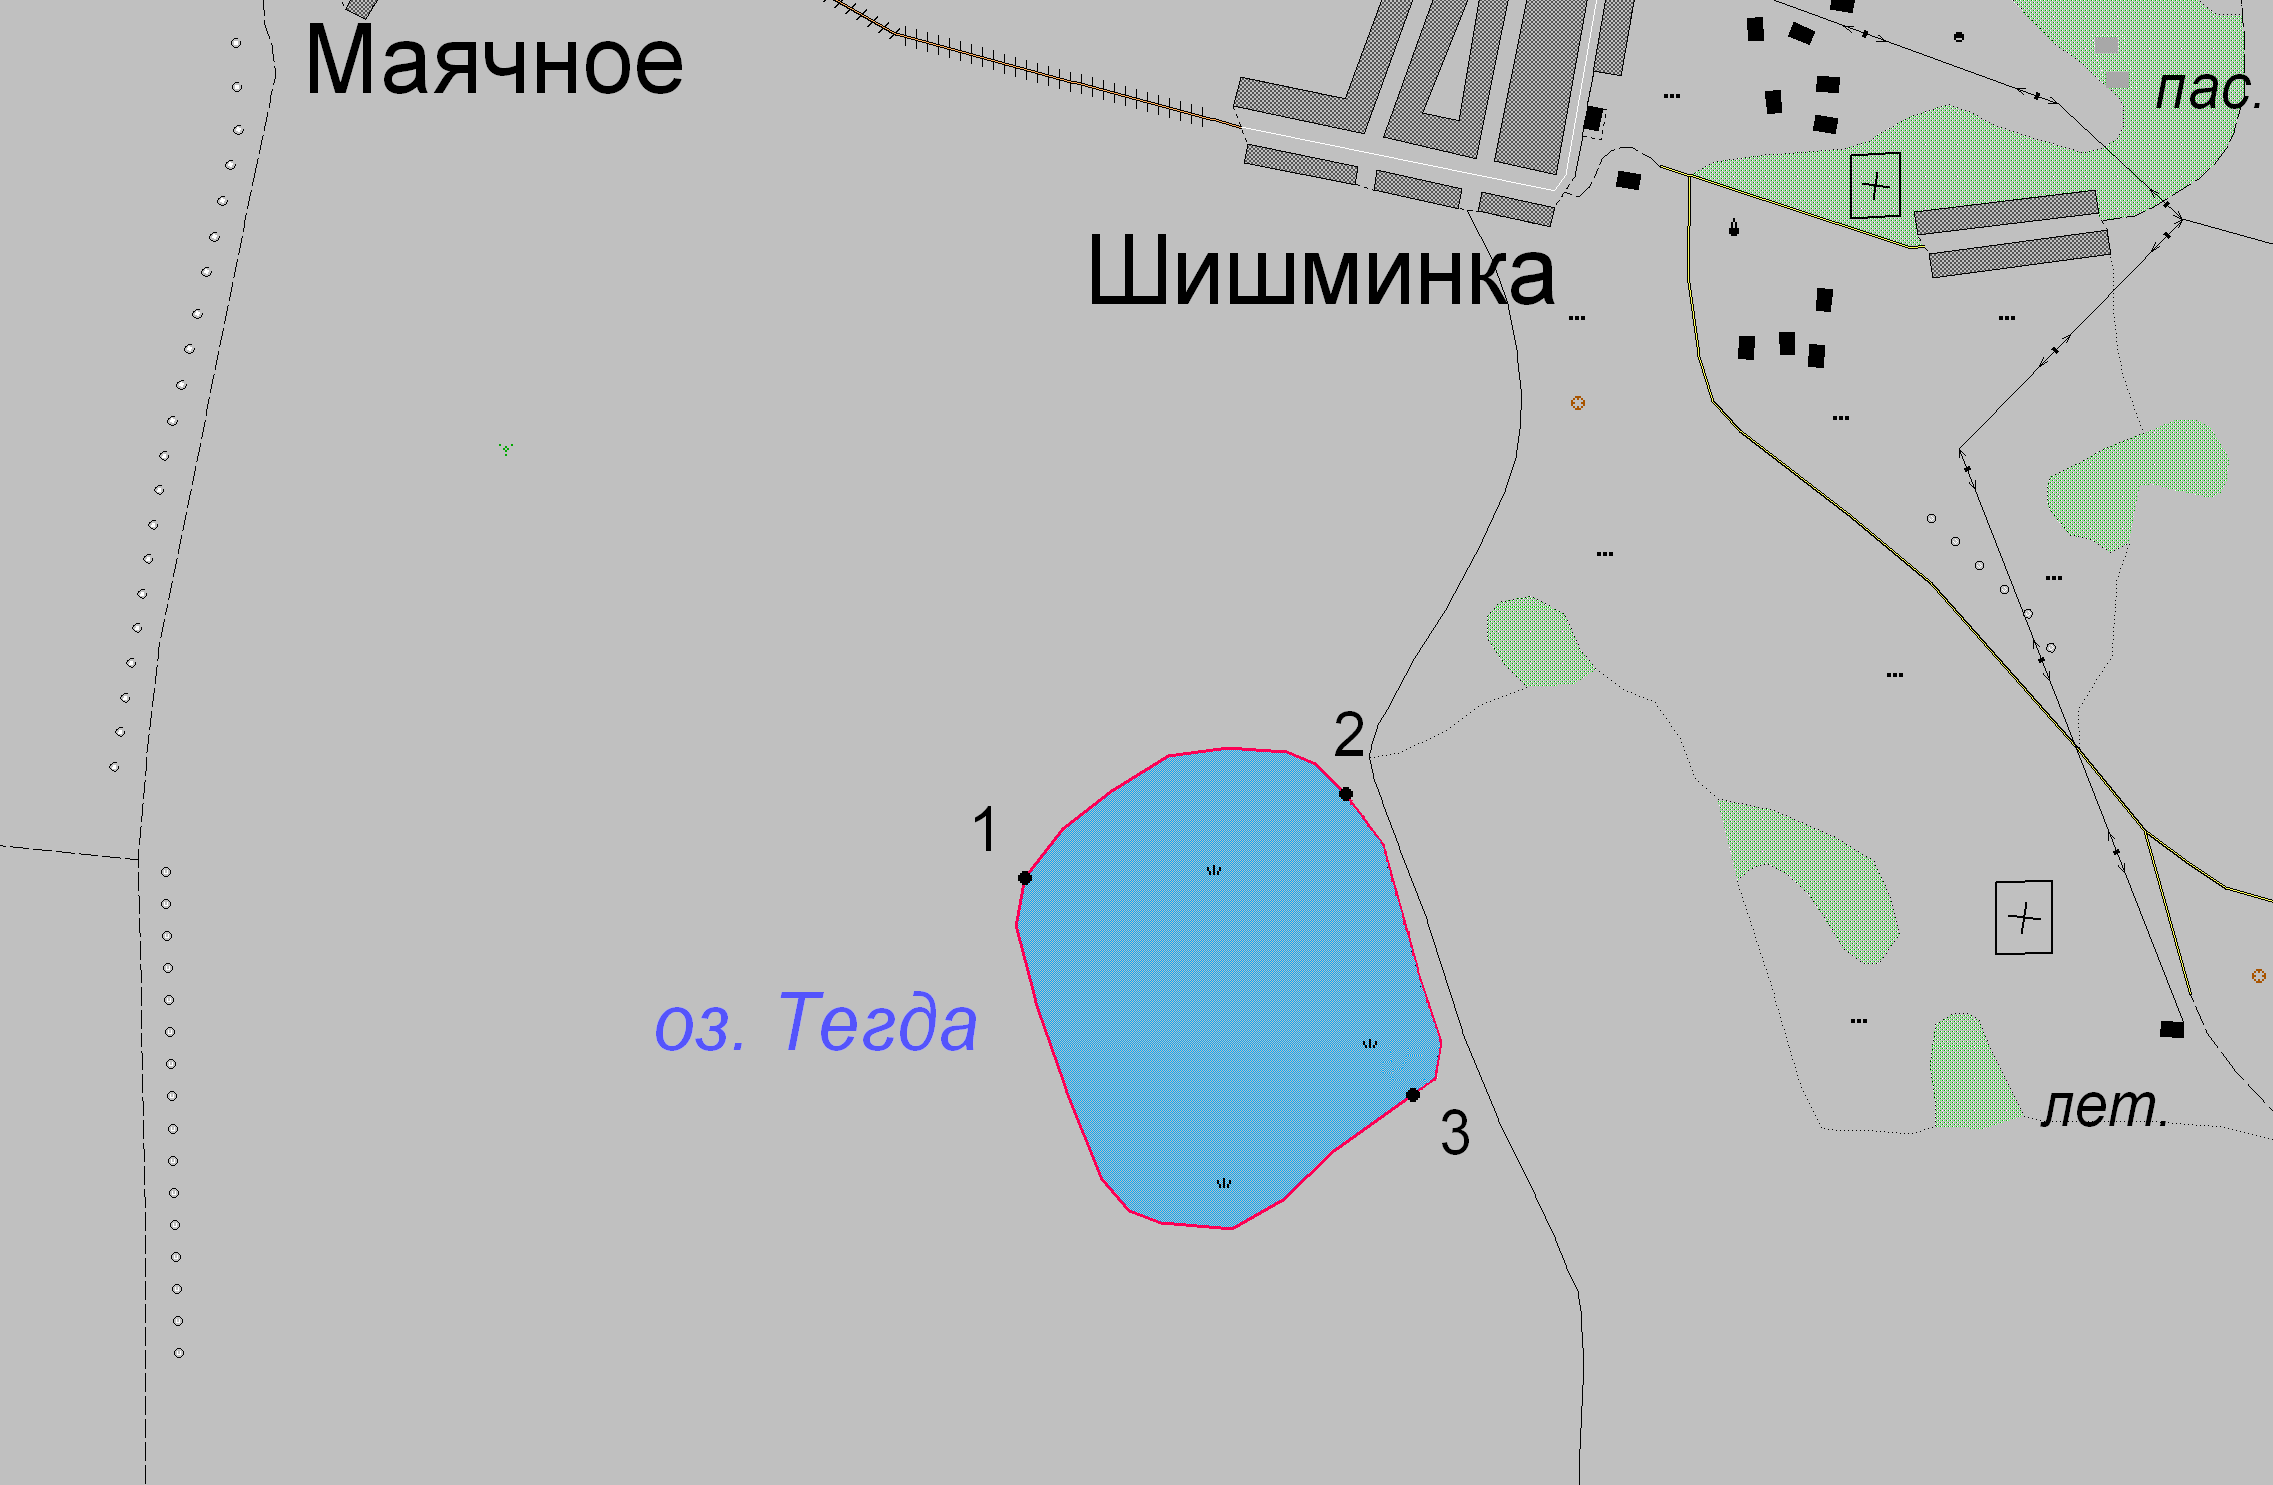 Маячное
пас.
Шишминка
2
1
оз. Тегда
3
лет.